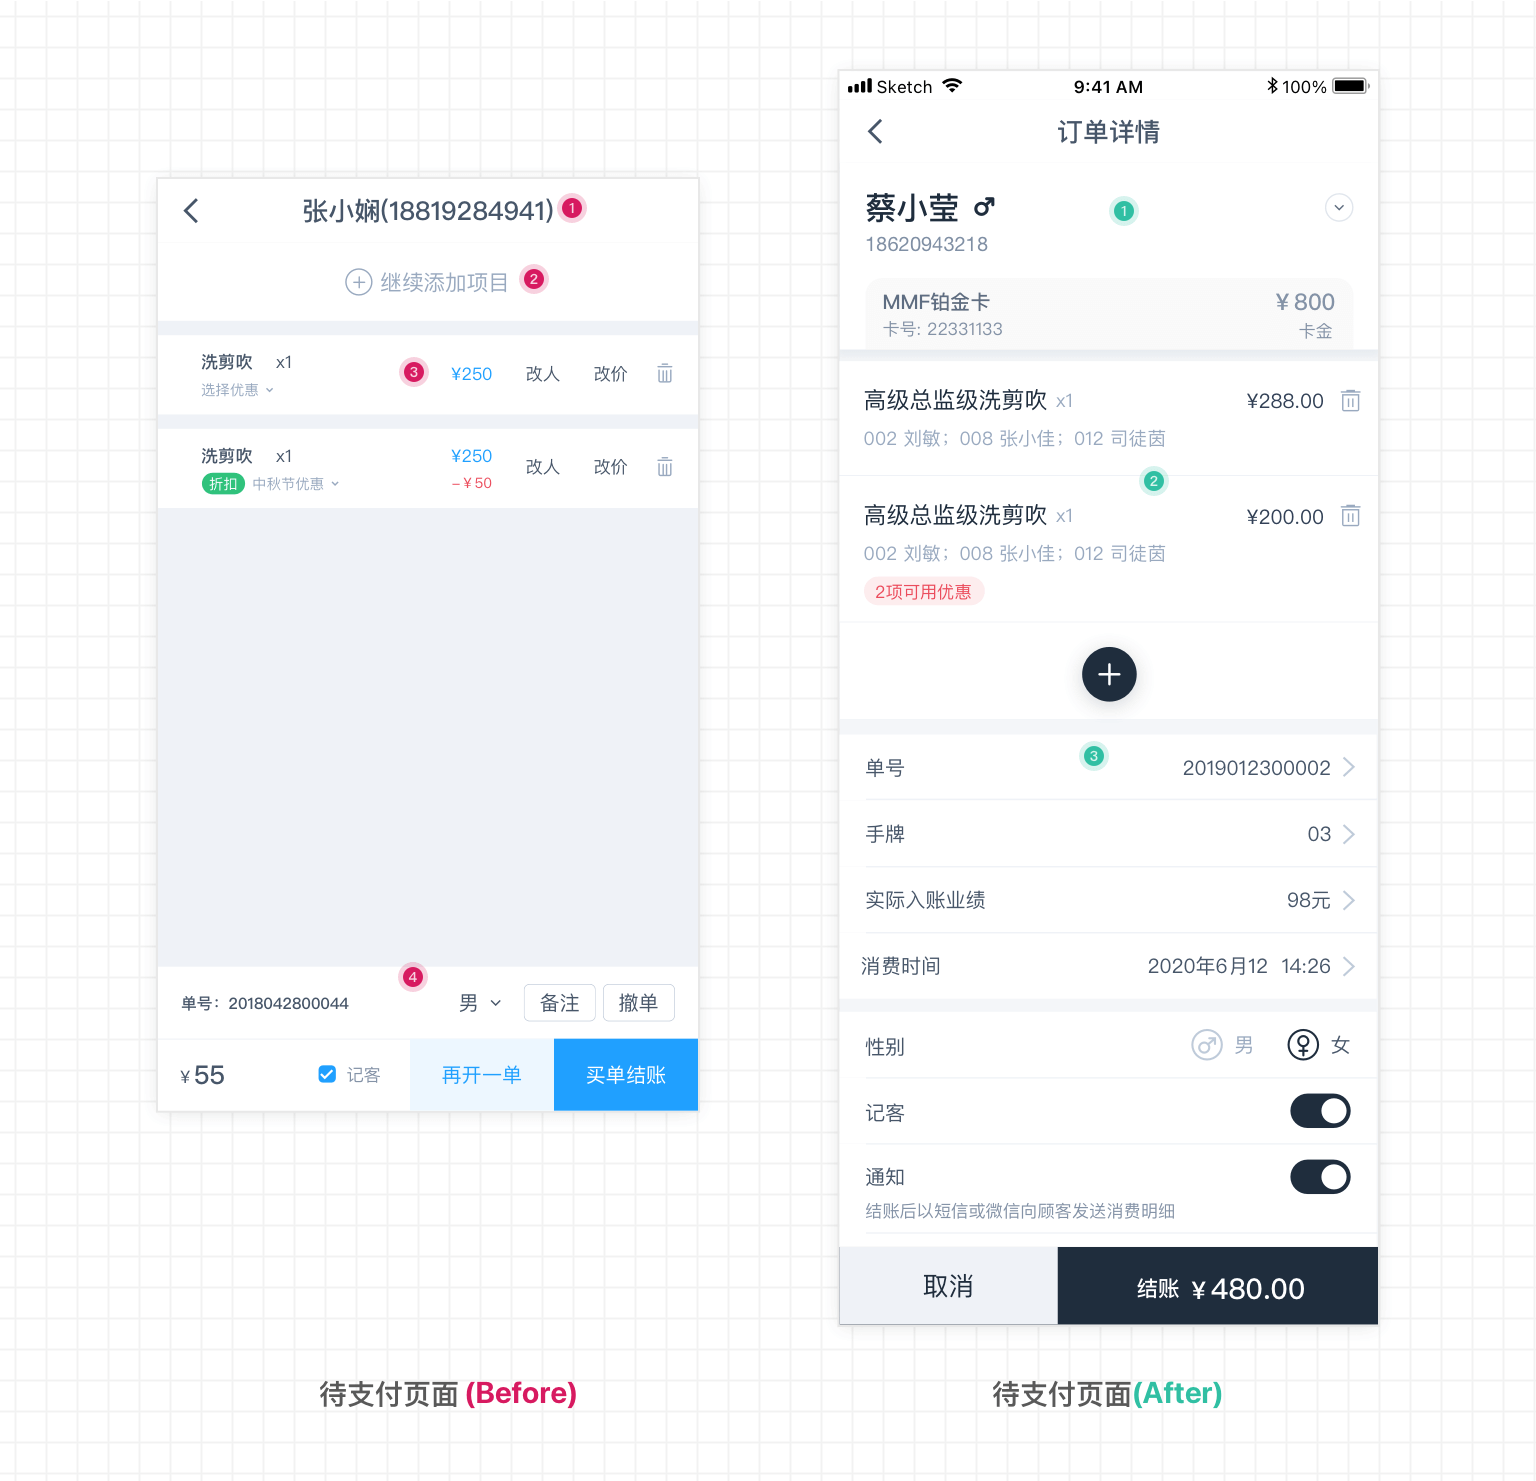 张小娴(18819284941) 1
继续添加项目 2
洗剪吹 x1
选择优惠
3 ¥250 改人 改价
洗剪吹 x1
折扣 中秋节优惠
¥250
-¥50
改人 改价
4
单号：2018042800044 男 备注 撤单
¥55 记客 再开一单 买单结账
待支付页面 (Before)
Sketch 9:41 AM 100%
订单详情
蔡小莹 1
18620943218
MMF铂金卡 ¥800
卡号: 22331133 卡金
高级总监级洗剪吹 x1 ¥288.00
002 刘敏；008 张小佳；012 司徒茵
2
高级总监级洗剪吹 x1 ¥200.00
002 刘敏；008 张小佳；012 司徒茵
2项可用优惠
3
单号 2019012300002
手牌 03
实际入账业绩 98元
消费时间 2020年6月12 14:26
性别 男 女
记客
通知
结账后以短信或微信向顾客发送消费明细
取消 结账 ¥480.00
待支付页面(After)